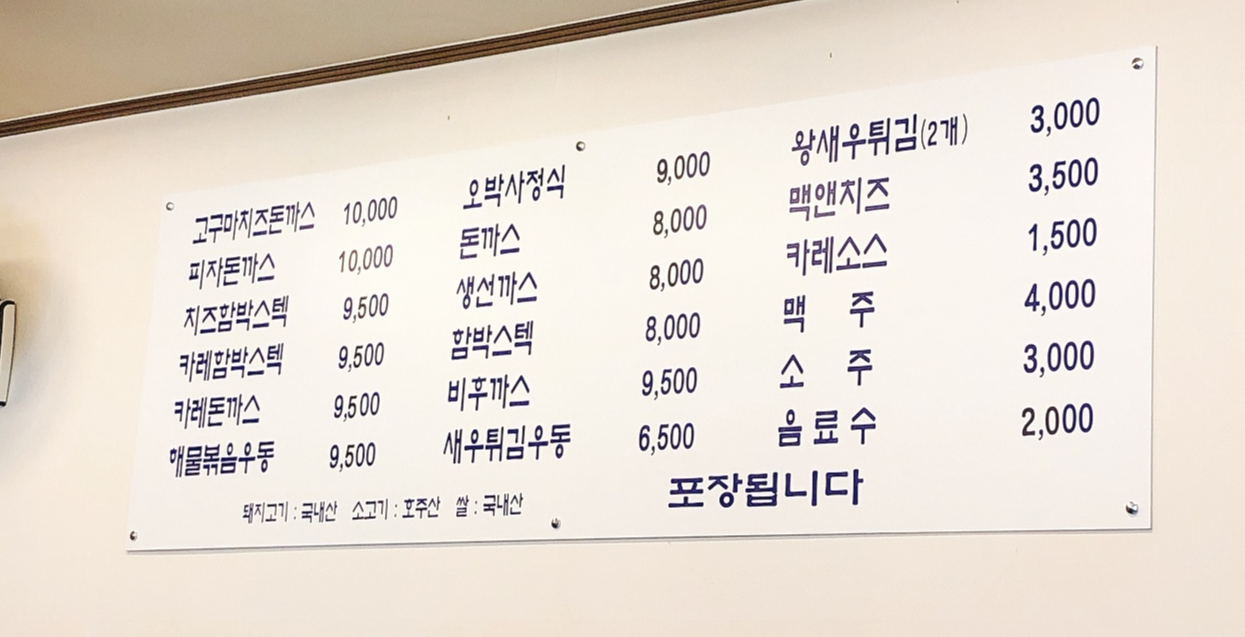 고구마치즈돈까스 10,000
피자돈까스 10,000
치즈함박스텍 9,500
카레함박스텍 9,500
카레돈까스 9,500
해물볶음우동 9,500
오박사정식 9,000
돈까스 8,000
생선까스 8,000
함박스텍 8,000
비후까스 9,500
새우튀김우동 6,500
왕새우튀김(2개) 3,000
맥앤치즈 3,500
카레소스 1,500
맥 주 4,000
소 주 3,000
음료수 2,000
돼지고기 : 국내산 소고기 : 호주산 쌀 : 국내산
포장됩니다